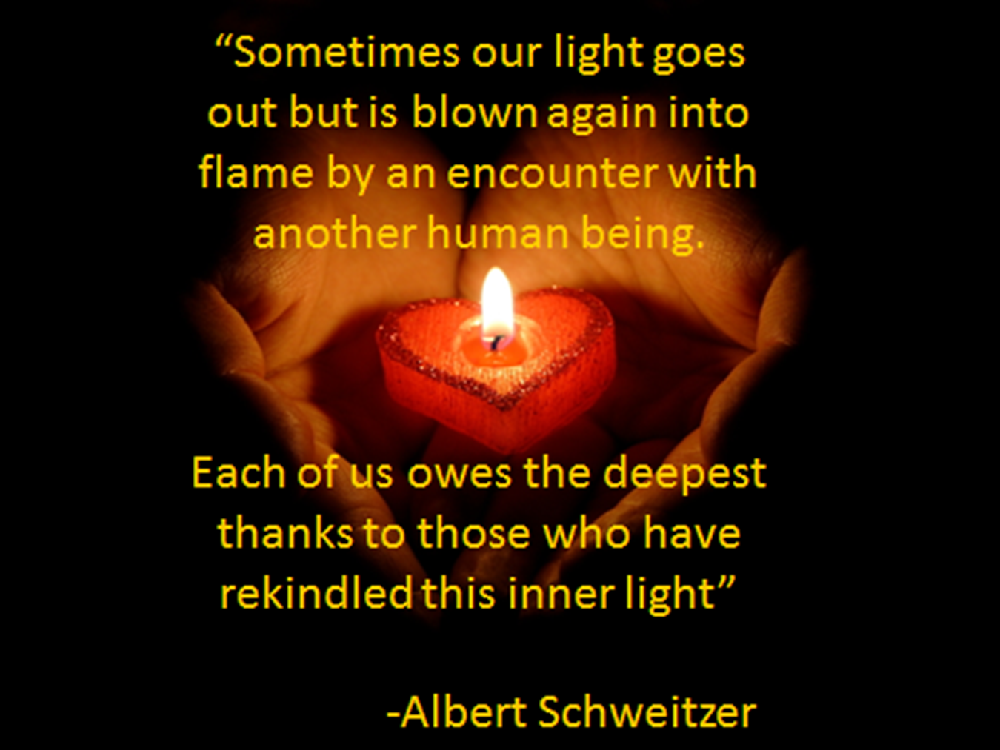 “Sometimes our light goes
out but is blown again into
flame by an encounter with
another human being.
Each of us owes the deepest
thanks to those who have
rekindled this inner light”
-Albert Schweitzer